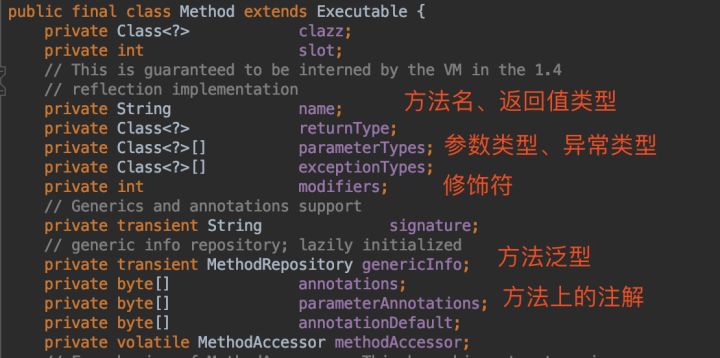 public final class Method extends Executable {
private Class<?> clazz;
private int slot;
// This is guaranteed to be interned by the VM in the 1.4
// reflection implementation
private String name; 方法名、返回值类型
private Class<?> returnType;
private Class<?>[] parameterTypes; 参数类型、异常类型
private Class<?>[] exceptionTypes;
private int modifiers; 修饰符
// Generics and annotations support
private transient String signature;
// generic info repository; lazily initialized
private transient MethodRepository genericInfo; 方法泛型
private byte[] annotations;
private byte[] parameterAnnotations; 方法上的注解
private byte[] annotationDefault;
private volatile MethodAccessor methodAccessor;